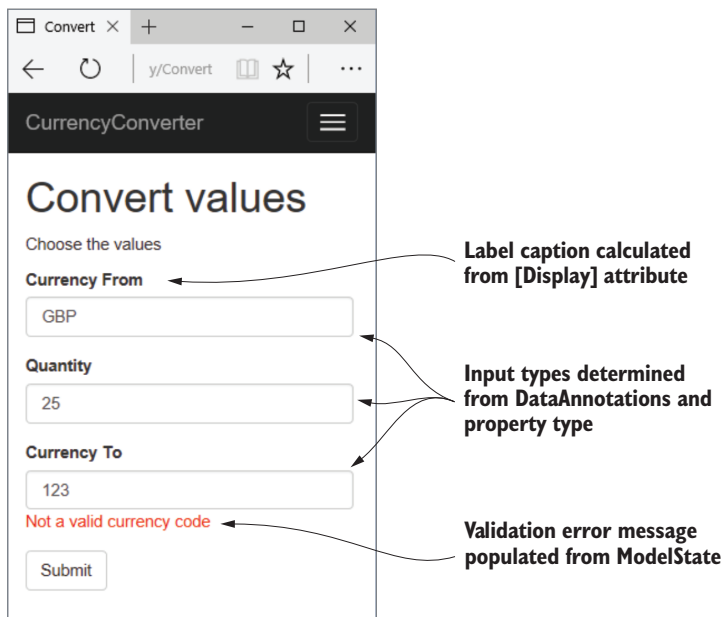 Convert
y/Convert
CurrencyConverter
Convert values
Choose the values
Currency From
GBP
Quantity
25
Currency To
123
Not a valid currency code
Submit
Label caption calculated
from [Display] attribute
Input types determined
from DataAnnotations and
property type
Validation error message
populated from ModelState